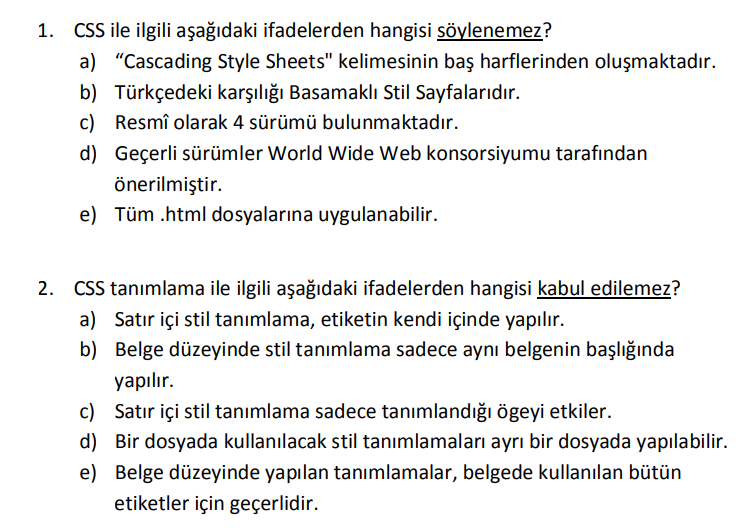 1. CSS ile ilgili aşağıdaki ifadelerden hangisi söylenemez?
a) “Cascading Style Sheets" kelimesinin baş harflerinden oluşmaktadır.
b) Türkçedeki karşılığı Basamaklı Stil Sayfalarıdır.
c) Resmî olarak 4 sürümü bulunmaktadır.
d) Geçerli sürümler World Wide Web konsorsiyumu tarafından
önerilmiştir.
e) Tüm .html dosyalarına uygulanabilir.
2. CSS tanımlama ile ilgili aşağıdaki ifadelerden hangisi kabul edilemez?
a) Satır içi stil tanımlama, etiketin kendi içinde yapılır.
b) Belge düzeyinde stil tanımlama sadece aynı belgenin başlığında
yapılır.
c) Satır içi stil tanımlama sadece tanımlandığı ögeyi etkiler.
d) Bir dosyada kullanılacak stil tanımlamaları ayrı bir dosyada yapılabilir.
e) Belge düzeyinde yapılan tanımlamalar, belgede kullanılan bütün
etiketler için geçerlidir.